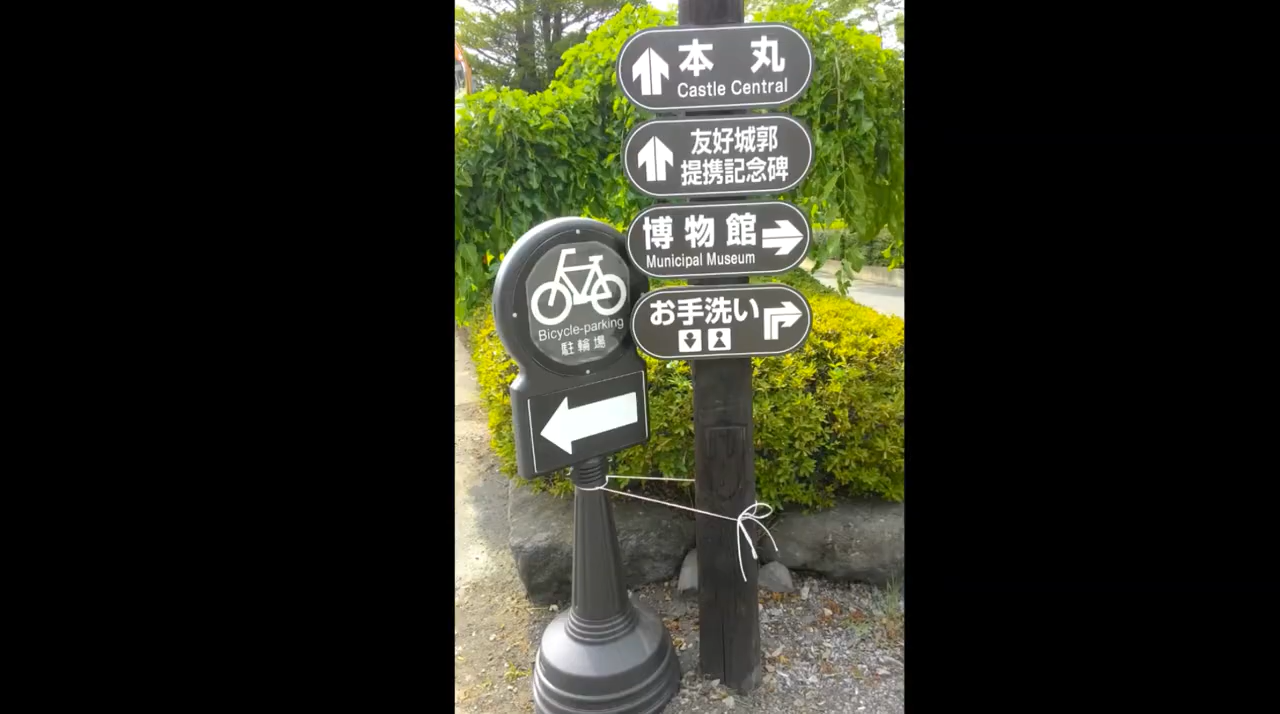 本 丸
Castle Central
友好城郭
提携記念碑
博物館
Municipal Museum
お手洗い
Bicycle-parking
駐輪場